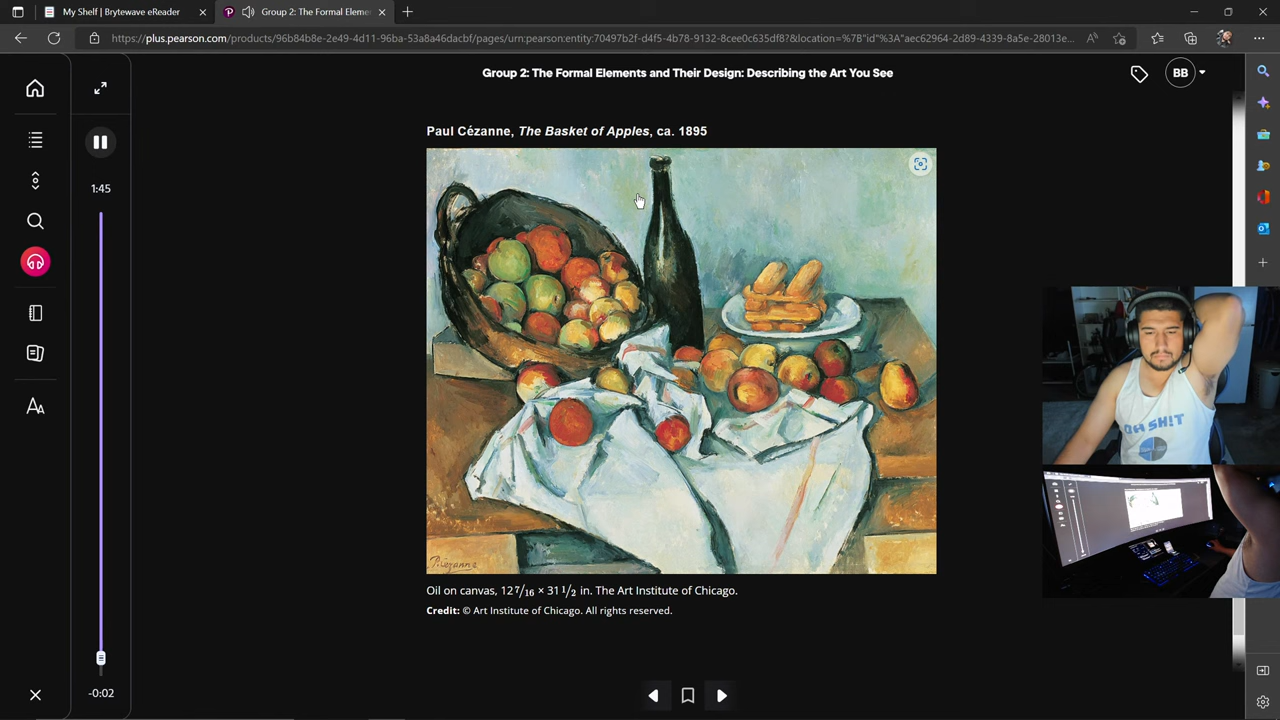 My Shelf | Brytewave eReader
Group 2: The Formal Eleme
https://plus.pearson.com/products/96b84b8e-2e49-4d11-96ba-53a8a46dacbf/pages/urn:pearson:entity:70497b2f-d4f5-4b78-9132-8cee0c635df8?&location=%7B"id"%3A"aec62964-2d89-4339-8a5e-28013e...
Group 2: The Formal Elements and Their Design: Describing the Art You See
BB
1:45
-0:02
Paul Cézanne, The Basket of Apples, ca. 1895
P. Cezanne
Oil on canvas, 12 7/16 × 31 1/2 in. The Art Institute of Chicago.
Credit: © Art Institute of Chicago. All rights reserved.